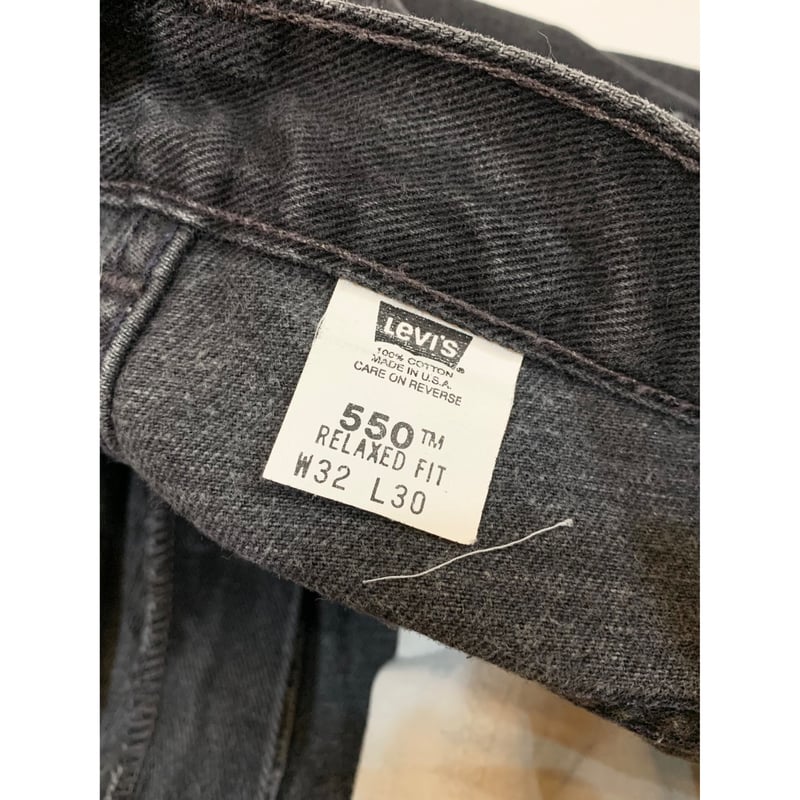 Levi's®
100% COTTON
MADE IN U.S.A.
CARE ON REVERSE
550™
RELAXED FIT
W32 L30